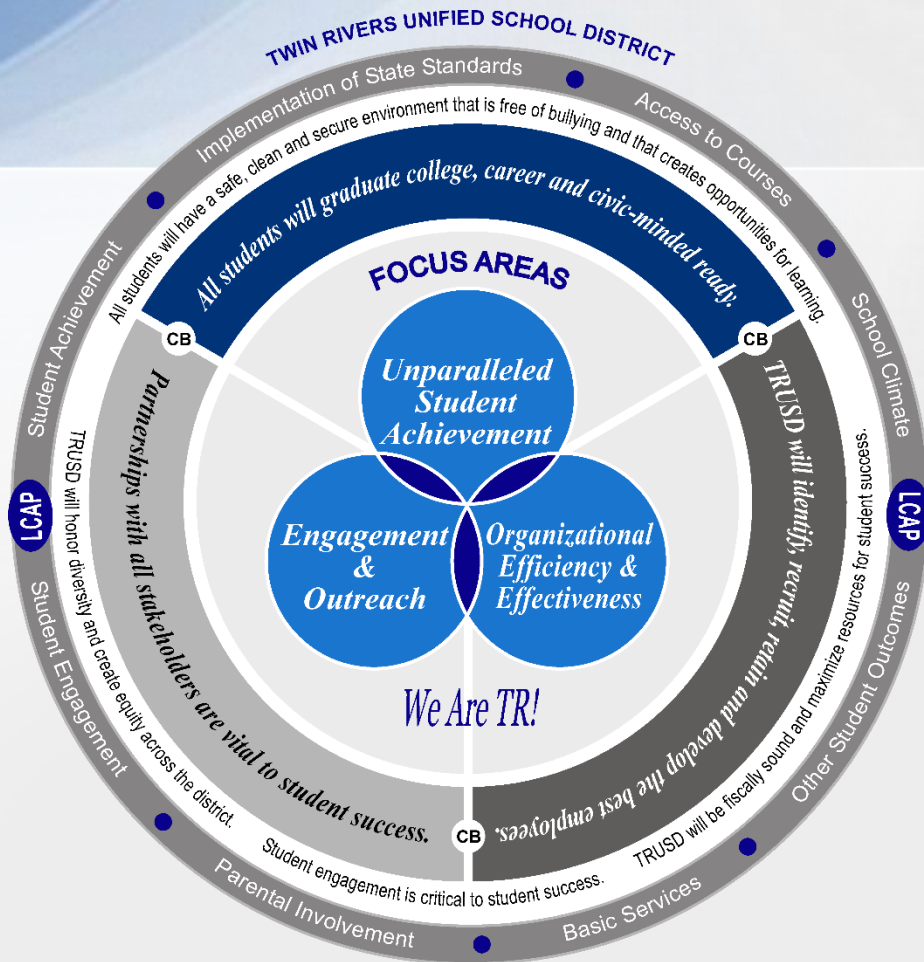 TWIN RIVERS UNIFIED SCHOOL DISTRICT
Implementation of State Standards
Access to Courses
School Climate
LCAP
Other Student Outcomes
Basic Services
Parental Involvement
Student Engagement
LCAP
Student Achievement
All students will have a safe, clean and secure environment that is free of bullying and that creates opportunities for learning.
TRUSD will be fiscally sound and maximize resources for student success.
Student engagement is critical to student success.
TRUSD will honor diversity and create equity across the district.
All students will graduate college, career and civic-minded ready.
CB
TRUSD will identify, recruit, retain and develop the best employees.
CB
Partnerships with all stakeholders are vital to student success.
CB
FOCUS AREAS
Unparalleled
Student
Achievement
Engagement
&
Outreach
Organizational
Efficiency &
Effectiveness
We Are TR!